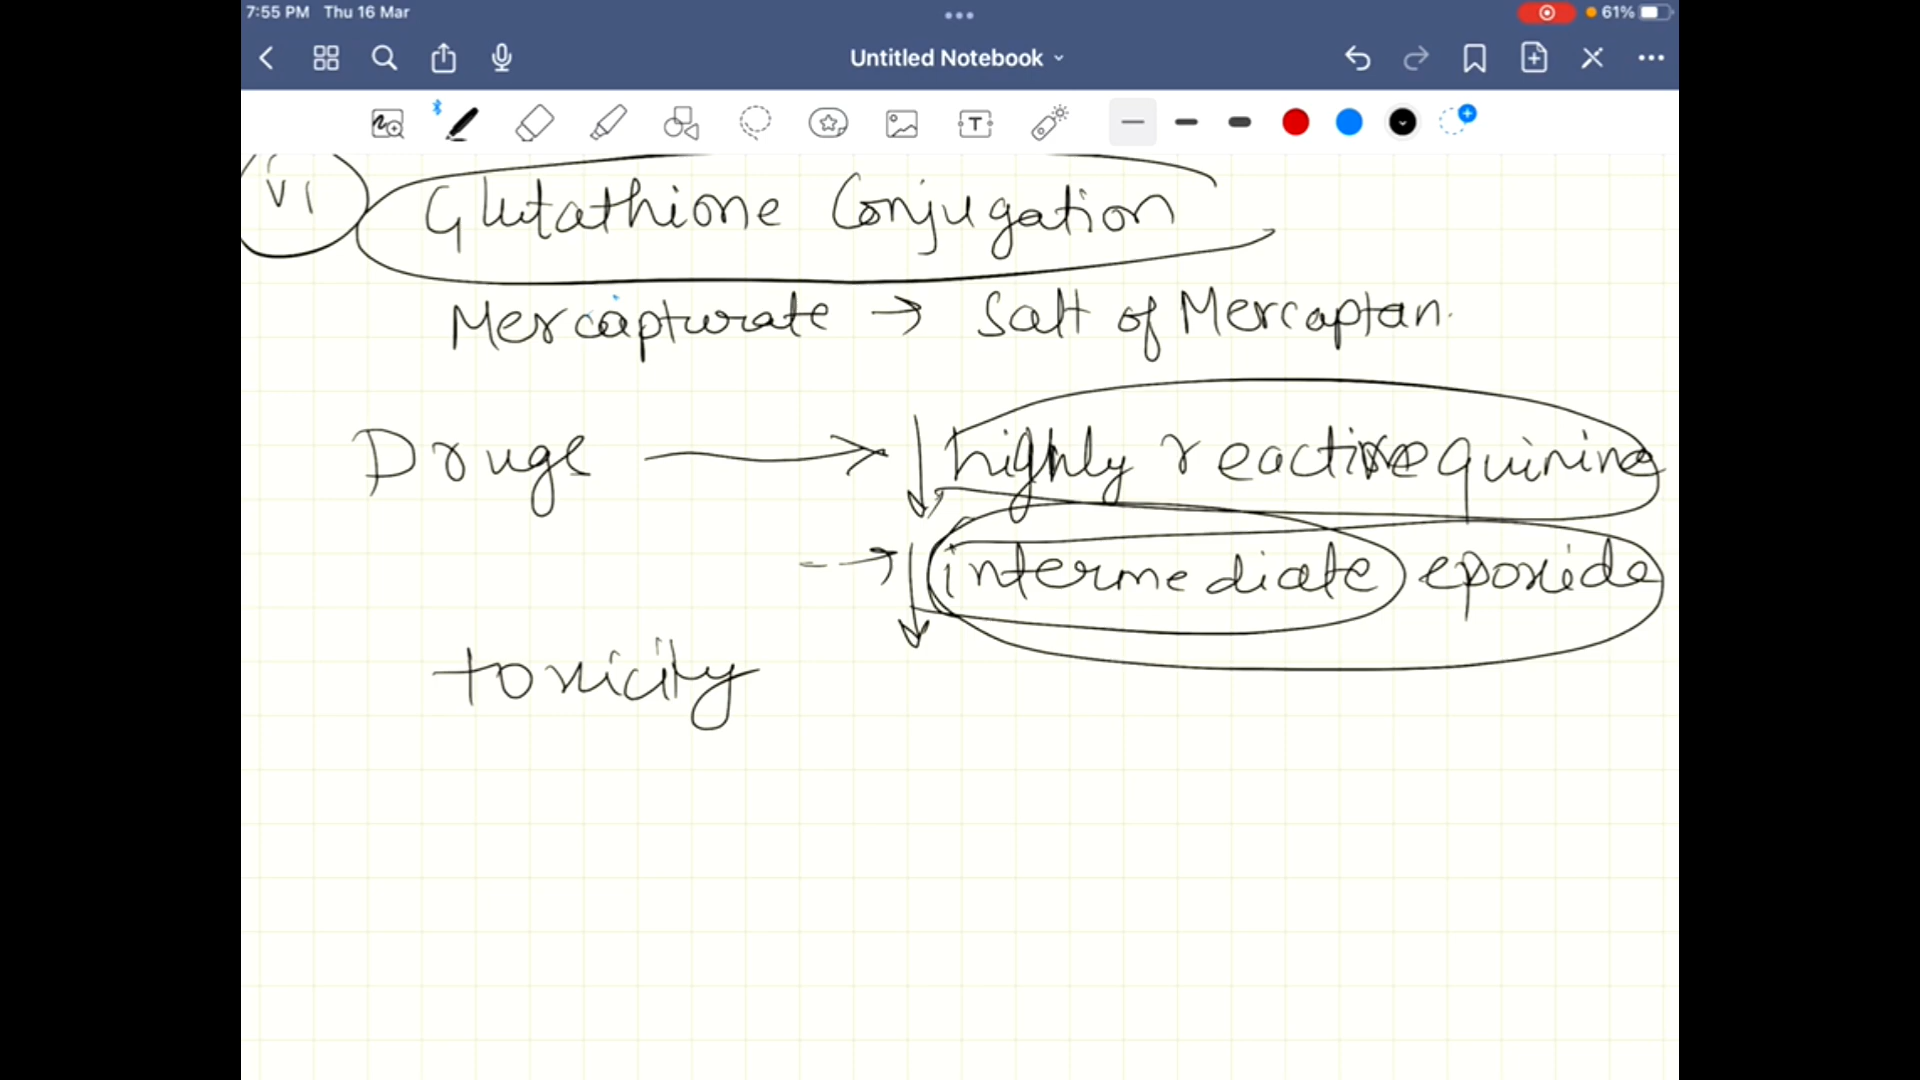 7:55 PM Thu 16 Mar
61%
Untitled Notebook
T
vi
Glutathione Conjugation
Mercapturate → Salt of Mercaptan.
Drugs → ↓ highly reactive quinine
--→ ↓ intermediate epoxide
toxicity